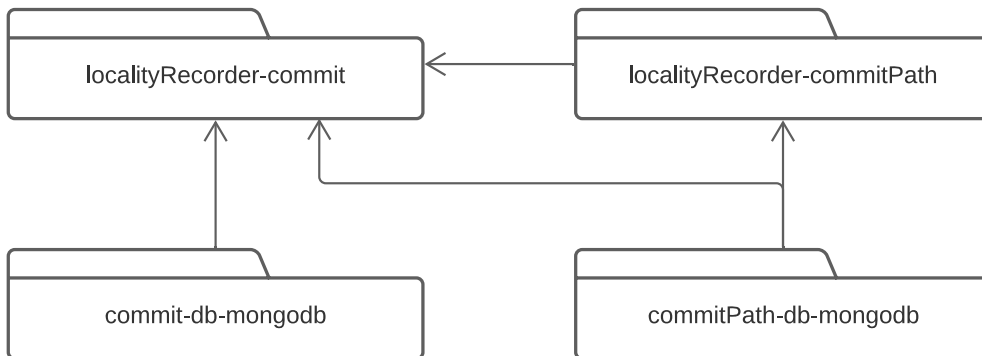 localityRecorder-commit
localityRecorder-commitPath
commit-db-mongodb
commitPath-db-mongodb